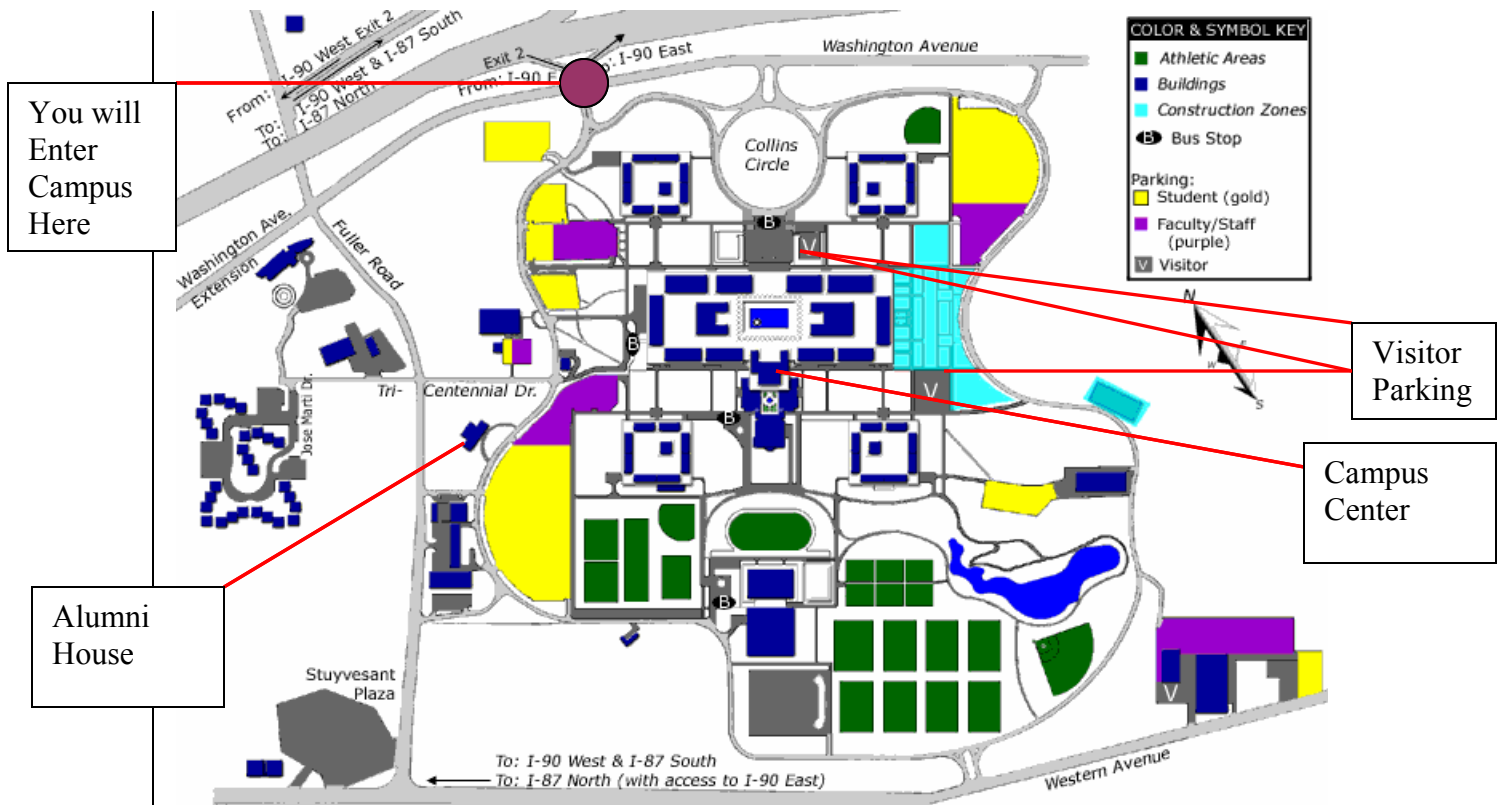 You will
Enter
Campus
Here
From: I-90 West Exit 2
To: I-90 West & I-87 South
To: I-87 North
Exit 2
To: I-90 East
From: I-90 E
Washington Avenue
COLOR & SYMBOL KEY
Athletic Areas
Buildings
Construction Zones
B Bus Stop
Parking:
Student (gold)
Faculty/Staff
(purple)
V Visitor
Collins
Circle
B
V
Washington Ave.
Extension
Fuller Road
B
N
E
W
S
Visitor
Parking
Tri- Centennial Dr.
V
Jose Marti Dr.
B
Campus
Center
B
Alumni
House
Stuyvesant
Plaza
V
To: I-90 West & I-87 South
To: I-87 North (with access to I-90 East)
Western Avenue